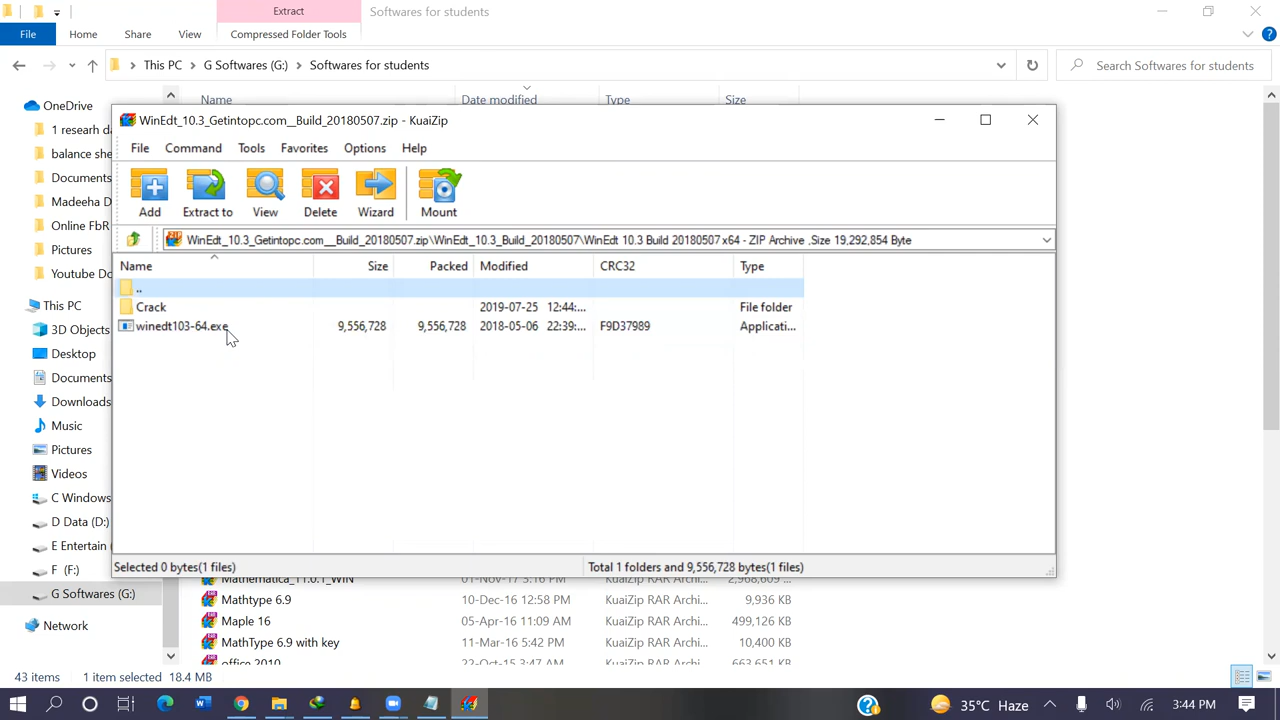 Extract
Softwares for students
File
Home
Share
View
Compressed Folder Tools
This PC
G Softwares (G:)
Softwares for students
Search Softwares for students
Name
Date modified
Type
Size
OneDrive
1 researh da
balance she
Documents
Madeeha D
Online FbR
Pictures
Youtube Do
This PC
3D Objects
Desktop
Documents
Downloads
Music
Pictures
Videos
C Windows
D Data (D:)
E Entertain (
F (F:)
G Softwares (G:)
Network
WinEdt_10.3_Getintopc.com__Build_20180507.zip - KuaiZip
File
Command
Tools
Favorites
Options
Help
Add
Extract to
View
Delete
Wizard
Mount
WinEdt_10.3_Getintopc.com__Build_20180507.zip\WinEdt_10.3_Build_20180507\WinEdt 10.3 Build 20180507 x64 - ZIP Archive ,Size 19,292,854 Byte
Name
Size
Packed
Modified
CRC32
Type
..
Crack 2019-07-25 12:44:... File folder
winedt103-64.exe 9,556,728 9,556,728 2018-05-06 22:39:... F9D37989 Applicati...
Selected 0 bytes(1 files)
Total 1 folders and 9,556,728 bytes(1 files)
Mathematica_11.0.1_WIN 01-Nov-17 3:16 PM KuaiZip RAR Archi... 2,968,609 ...
Mathtype 6.9 10-Dec-16 12:58 PM KuaiZip RAR Archi... 9,936 KB
Maple 16 05-Apr-16 11:09 AM KuaiZip RAR Archi... 499,126 KB
MathType 6.9 with key 11-Mar-16 5:42 PM KuaiZip RAR Archi... 10,400 KB
office 2010 22-Oct-15 3:47 AM KuaiZip RAR Archi... 663,651 KB
43 items
1 item selected 18.4 MB
35°C Haze
3:44 PM